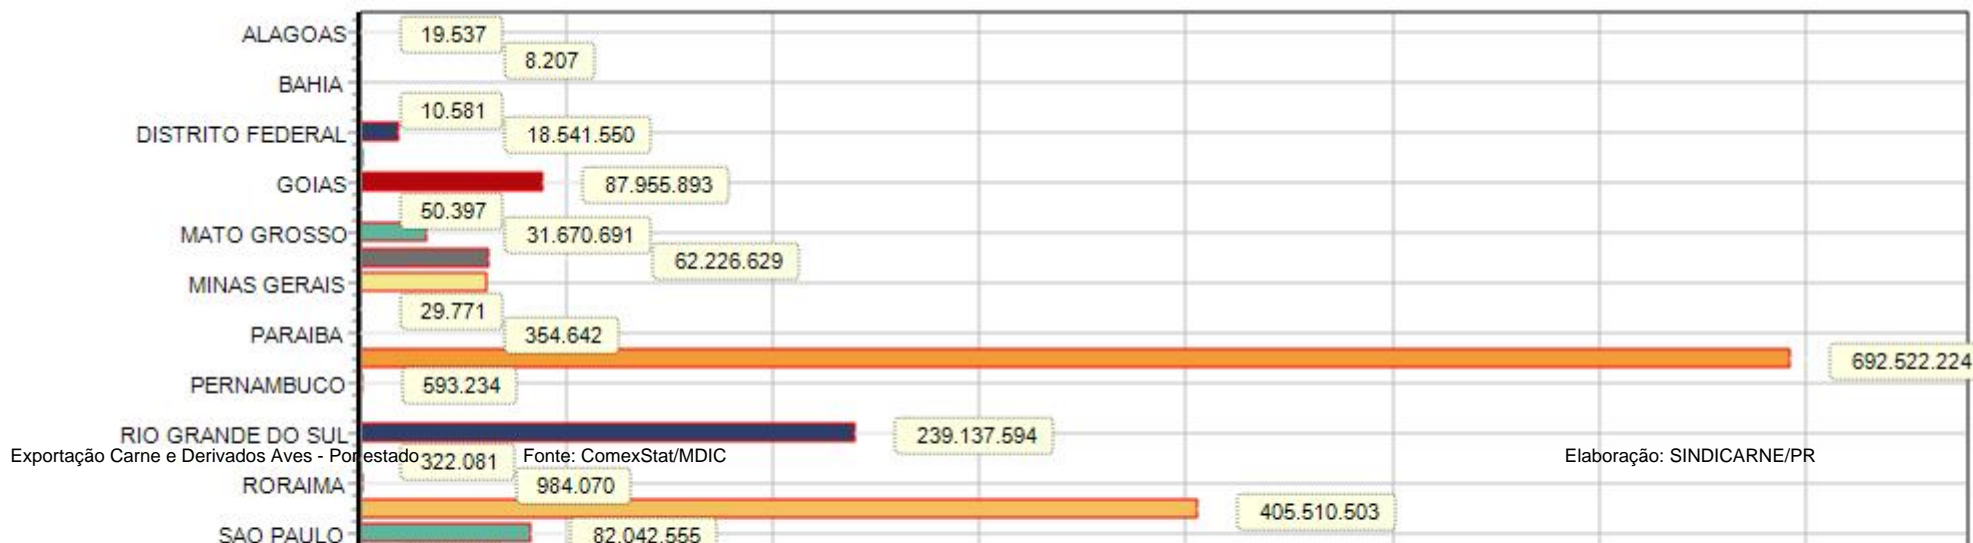 ALAGOAS 19.537
8.207
BAHIA
10.581
DISTRITO FEDERAL 18.541.550
GOIAS 87.955.893
50.397
MATO GROSSO 31.670.691
62.226.629
MINAS GERAIS
29.771
PARAIBA 354.642
692.522.224
PERNAMBUCO 593.234
RIO GRANDE DO SUL 239.137.594
Exportação Carne e Derivados Aves - Por estado 322.081 Fonte: ComexStat/MDIC Elaboração: SINDICARNE/PR
RORAIMA 984.070
405.510.503
SAO PAULO 82.042.555